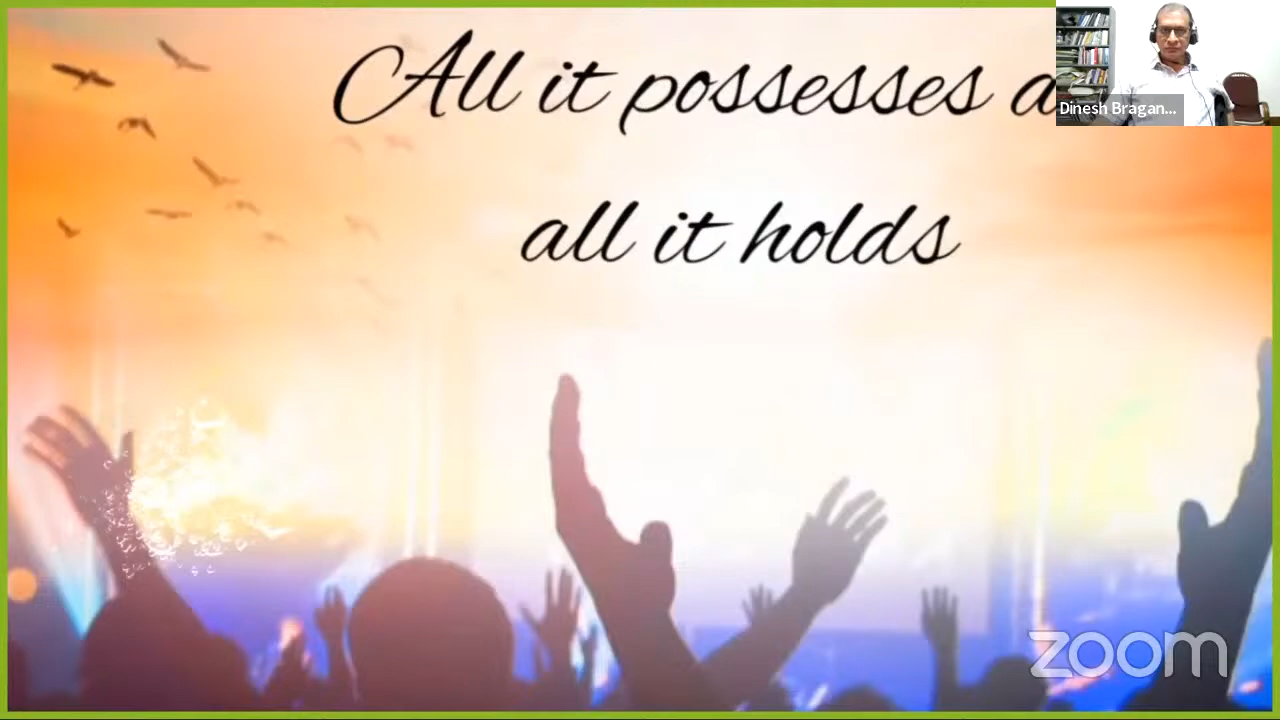 All it possesses a
all it holds
Dinesh Bragan...
zoom